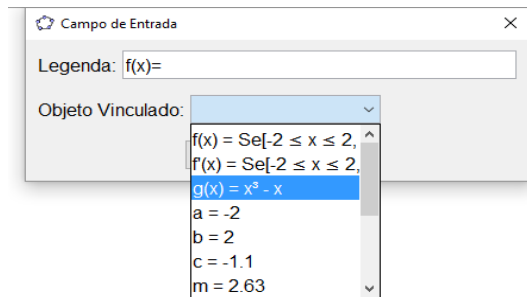 Campo de Entrada
Legenda: f(x)=
Objeto Vinculado:
f(x) = Se[-2 ≤ x ≤ 2,
f'(x) = Se[-2 ≤ x ≤ 2,
g(x) = x³ - x
a = -2
b = 2
c = -1.1
m = 2.63